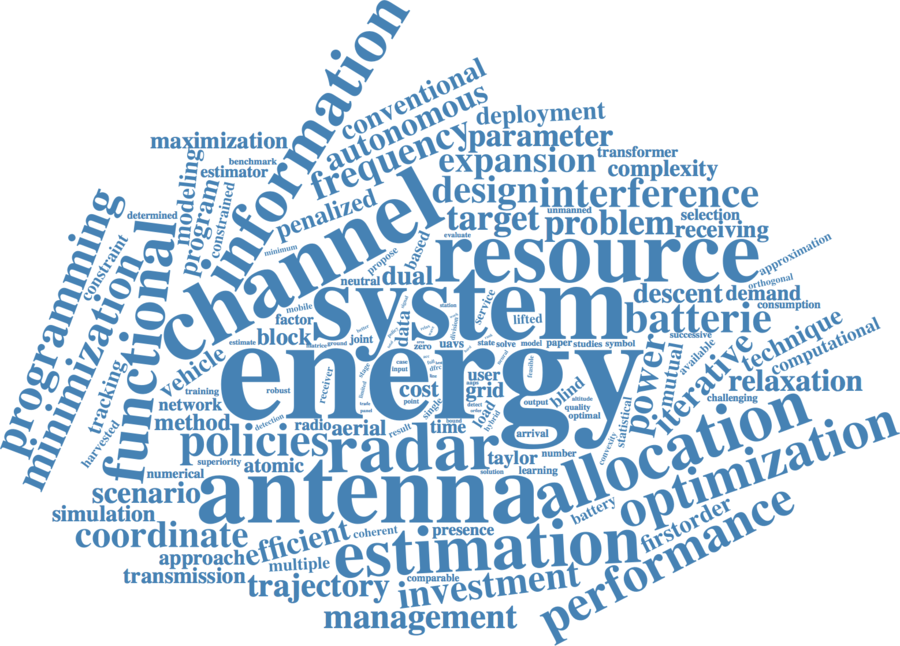 information
conventional
autonomous
frequency
deployment
parameter
maximization
benchmark
estimator
expansion
transformer
complexity
modeling
program
constrained
penalized
channel
design
interference
target
unmanned
problem
selection
receiving
evaluate
programming
constraint
determined
minimization
functional
minimum
propose
based
resource
approximation
orthogonal
neutral
dual
system
mobile
data
station
service
lifted
descent
demand
consumption
batterie
factor
block
joint
estimate
matrices
ground
zero
uavs
state
solve
model
paper
studies
symbol
successive
technique
computational
vehicle
tracking
training
robust
receiver
stage
energy
case
input
cost
user
grid
feasible
power
mutual
available
iterative
relaxation
challenging
network
method
harvested
detection
radio
aerial
result
point
single
time
load
hybrid
output
blind
altitude
quality
optimal
arrival
statistical
convexity
policies
radar
taylor
number
learning
solution
superiority
atomic
numerical
scenario
simulation
antenna
allocation
optimization
battery
firstorder
performance
coordinate
efficient
coherent
presence
estimation
approach
multiple
transmission
trajectory
comparable
investment
management